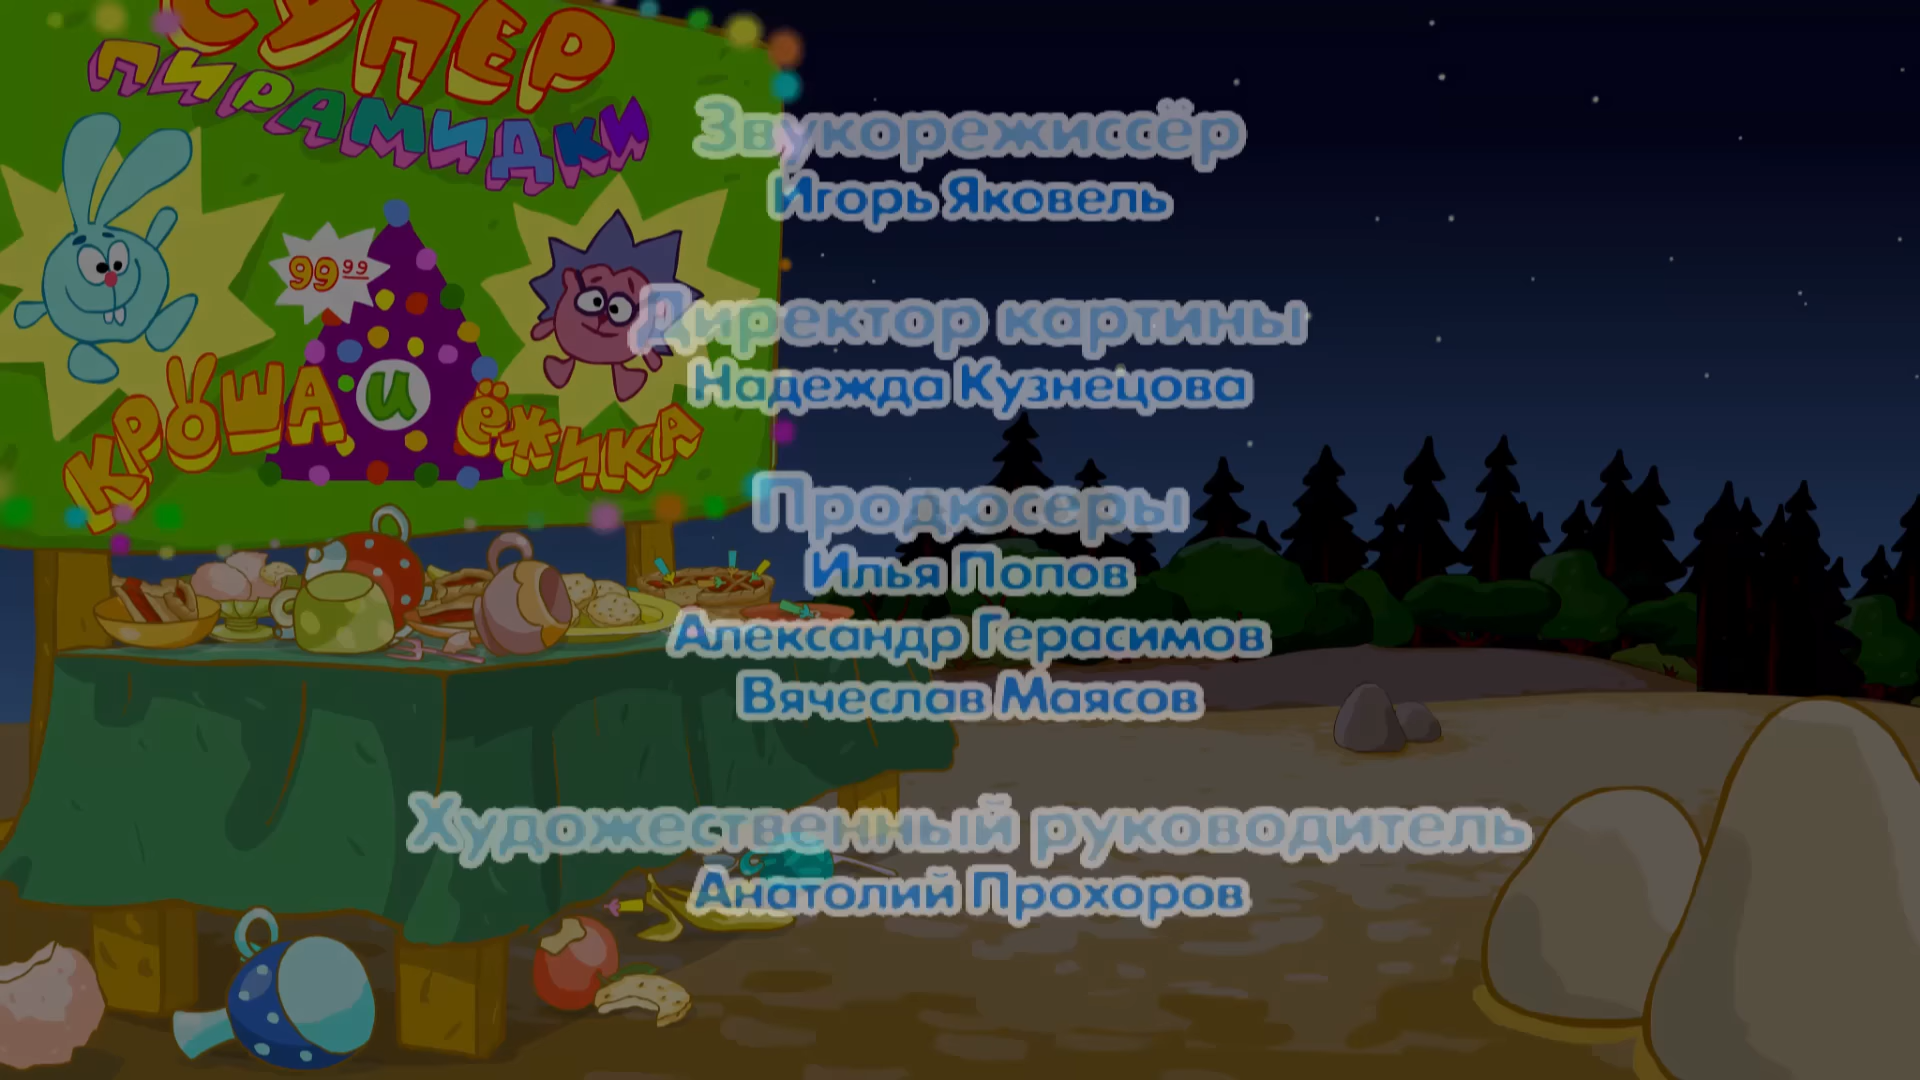 СУПЕР
ПИРАМИДКИ
99 99
КРОША И ЁЖИКА
Звукорежиссёр
Игорь Яковель
Директор картины
Надежда Кузнецова
Продюсеры
Илья Попов
Александр Герасимов
Вячеслав Маясов
Художественный руководитель
Анатолий Прохоров